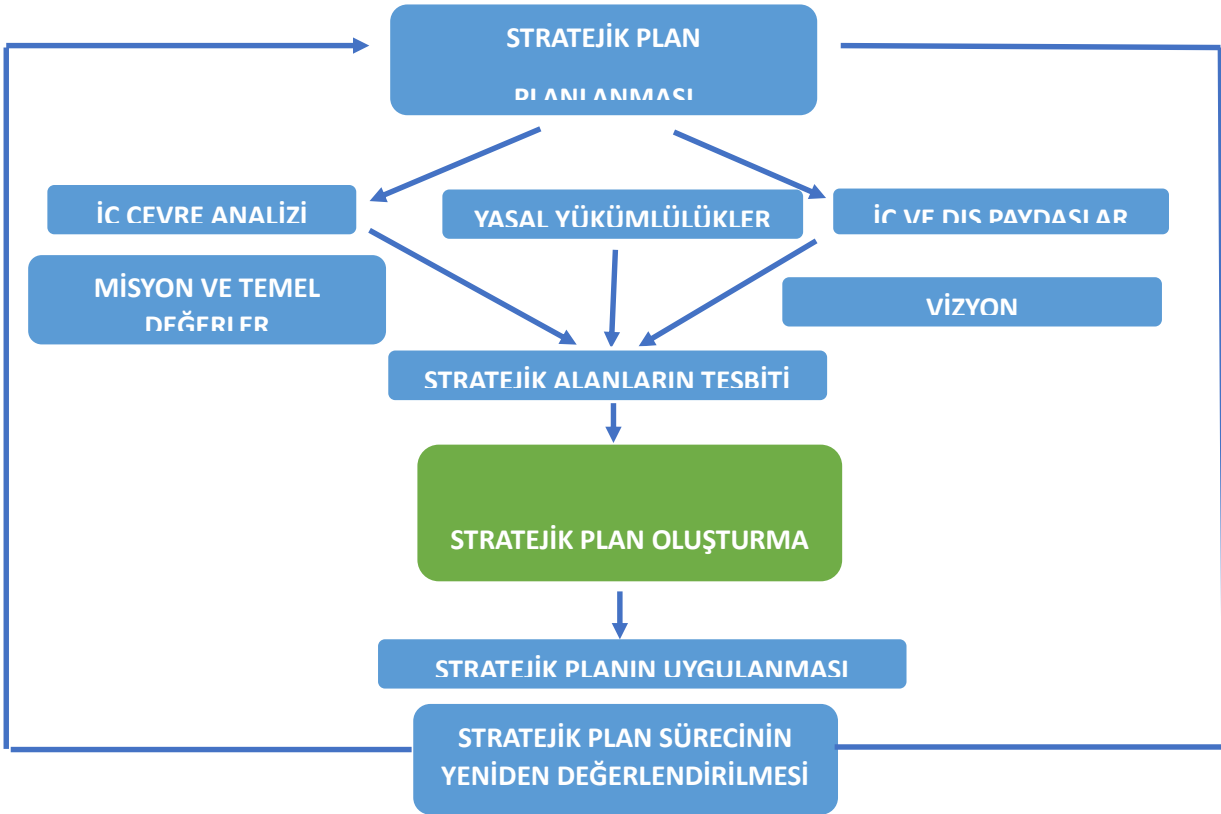 STRATEJİK PLAN
PLANLANMASI
İÇ ÇEVRE ANALİZİ
YASAL YÜKÜMLÜLÜKLER
İÇ VE DIŞ PAYDAŞLAR
MİSYON VE TEMEL
DEĞERLER
VİZYON
STRATEJİK ALANLARIN TESBİTİ
STRATEJİK PLAN OLUŞTURMA
STRATEJİK PLANIN UYGULANMASI
STRATEJİK PLAN SÜRECİNİN
YENİDEN DEĞERLENDİRİLMESİ